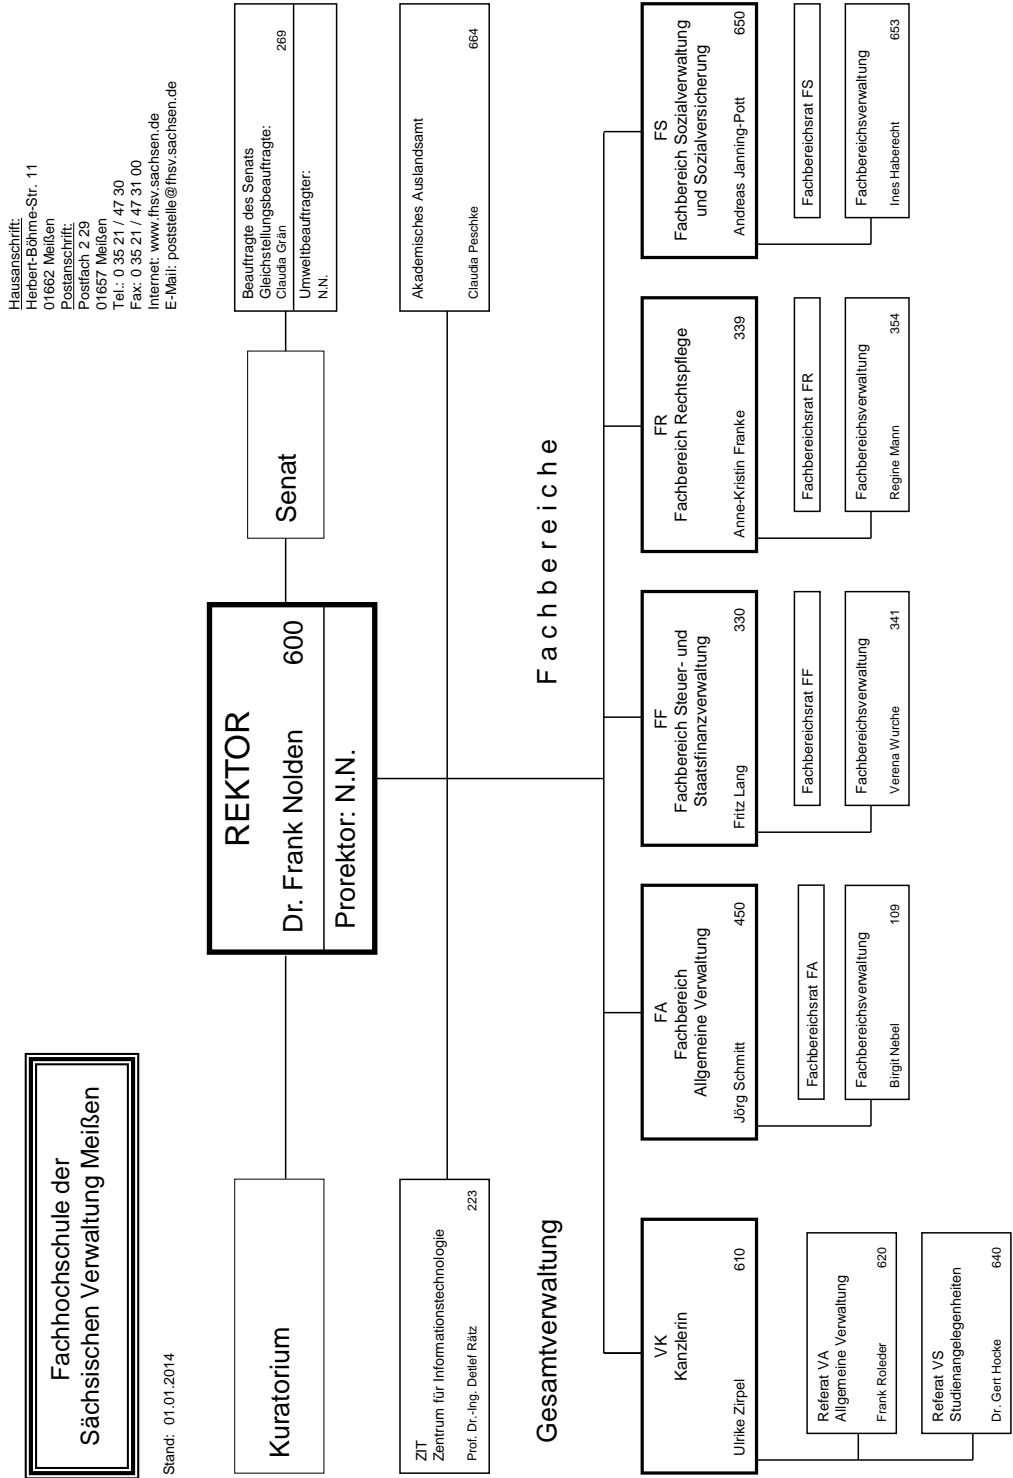 Fachhochschule der
Sächsischen Verwaltung Meißen
Stand: 01.01.2014
Hausanschrift:
Herbert-Böhme-Str. 11
01662 Meißen
Postanschrift:
Postfach 2 29
01657 Meißen
Tel.: 0 35 21 / 47 30
Fax: 0 35 21 / 47 31 00
Internet: www.fhsv.sachsen.de
E-Mail: poststelle@fhsv.sachsen.de
Kuratorium
REKTOR
Dr. Frank Nolden 600
Prorektor: N.N.
Senat
Beauftragte des Senats
Gleichstellungsbeauftragte:
Claudia Grän 269
Umweltbeauftragter:
N.N.
ZIT
Zentrum für Informationstechnologie
Prof. Dr.-Ing. Detlef Rätz 223
Akademisches Auslandsamt
Claudia Peschke 664
Gesamtverwaltung
F a c h b e r e i c h e
VK
Kanzlerin
Ulrike Zirpel 610
Referat VA
Allgemeine Verwaltung
Frank Roleder 620
Referat VS
Studienangelegenheiten
Dr. Gert Hocke 640
FA
Fachbereich
Allgemeine Verwaltung
Jörg Schmitt 450
Fachbereichsrat FA
Fachbereichsverwaltung
Birgit Nebel 109
FF
Fachbereich Steuer- und
Staatsfinanzverwaltung
Fritz Lang 330
Fachbereichsrat FF
Fachbereichsverwaltung
Verena Wurche 341
FR
Fachbereich Rechtspflege
Anne-Kristin Franke 339
Fachbereichsrat FR
Fachbereichsverwaltung
Regine Mann 354
FS
Fachbereich Sozialverwaltung
und Sozialversicherung
Andreas Janning-Pott 650
Fachbereichsrat FS
Fachbereichsverwaltung
Ines Haberecht 653